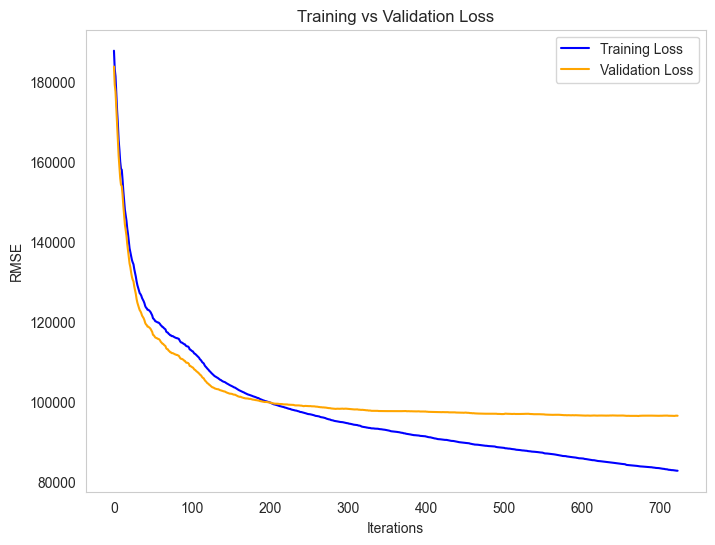 Training vs Validation Loss
Training Loss
Validation Loss
RMSE
180000
160000
140000
120000
100000
80000
0 100 200 300 400 500 600 700
Iterations